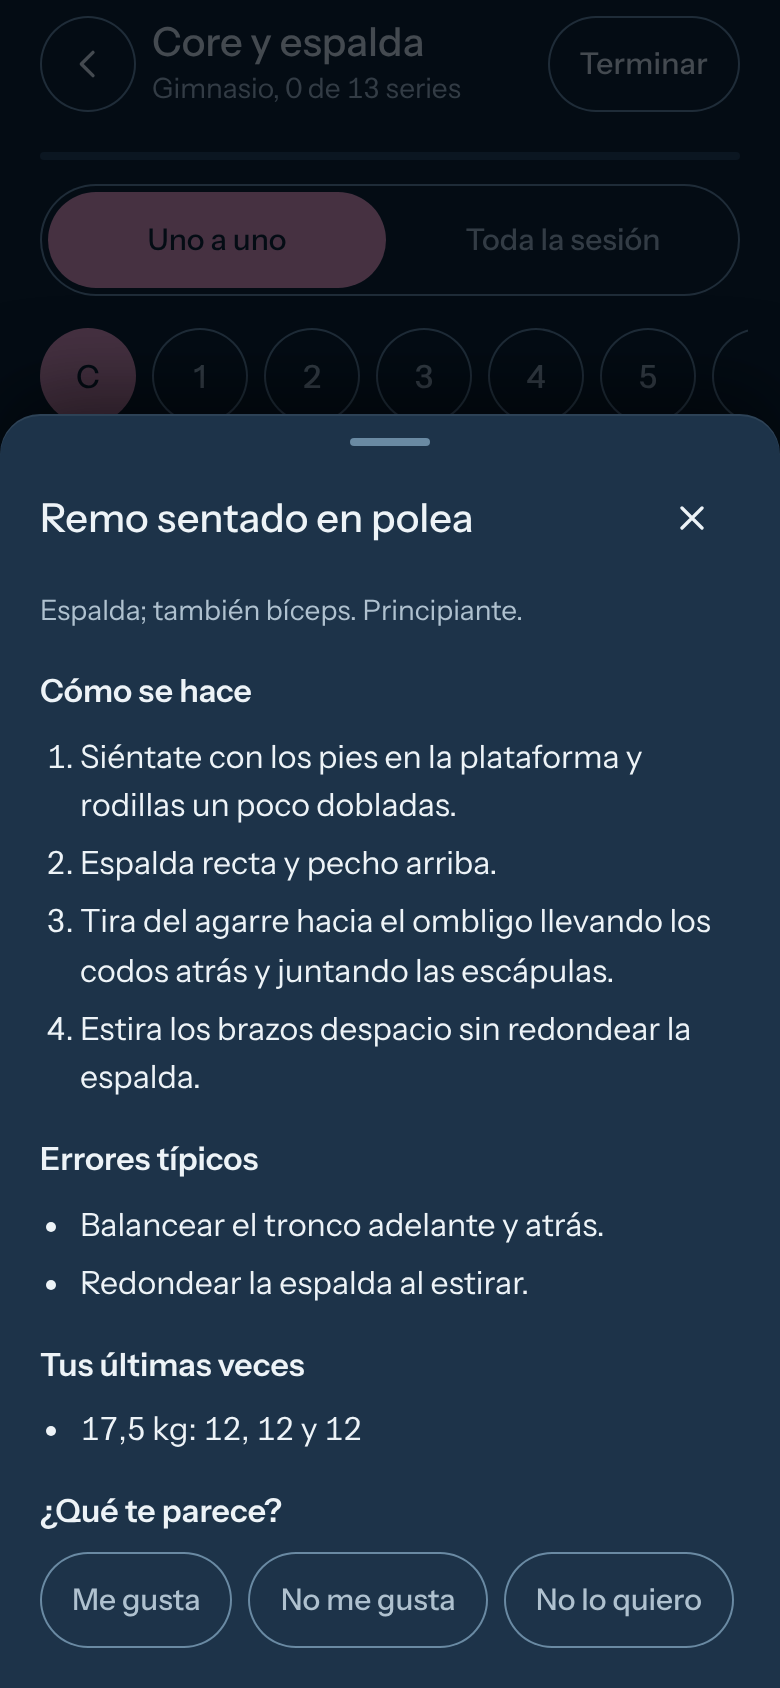 Core y espalda
Gimnasio, 0 de 13 series
Terminar
Uno a uno
Toda la sesión
C
1
2
3
4
5
Remo sentado en polea
Espalda; también bíceps. Principiante.
Cómo se hace
1. Siéntate con los pies en la plataforma y
rodillas un poco dobladas.
2. Espalda recta y pecho arriba.
3. Tira del agarre hacia el ombligo llevando los
codos atrás y juntando las escápulas.
4. Estira los brazos despacio sin redondear la
espalda.
Errores típicos
• Balancear el tronco adelante y atrás.
• Redondear la espalda al estirar.
Tus últimas veces
• 17,5 kg: 12, 12 y 12
¿Qué te parece?
Me gusta
No me gusta
No lo quiero